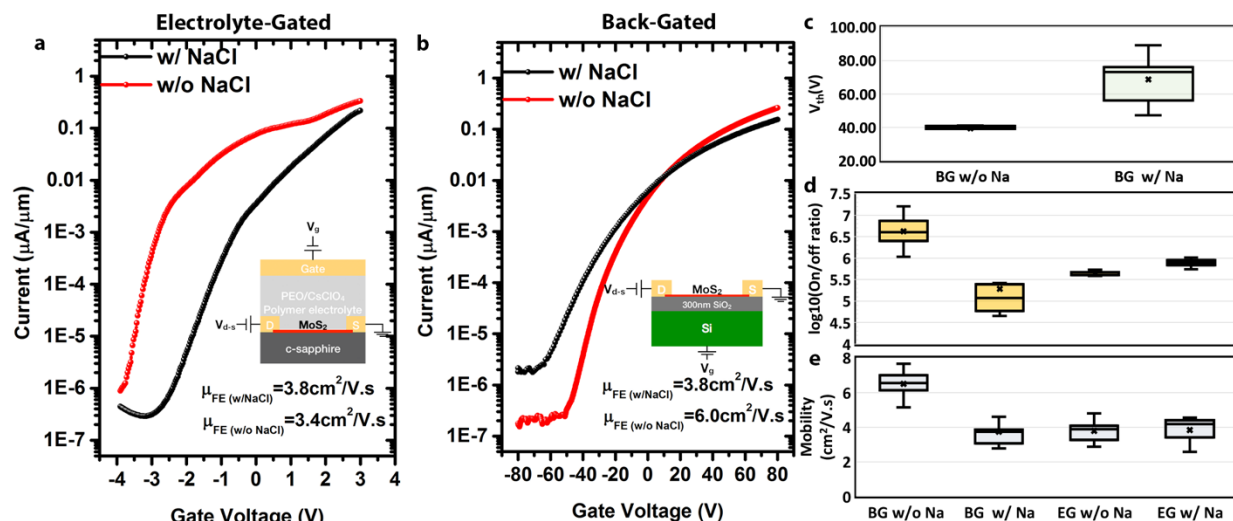 Electrolyte-Gated
a
w/ NaCl
w/o NaCl
1
0.1
0.01
1E-3
1E-4
1E-5
1E-6
1E-7
Current (μA/μm)
Vg
Gate
PEO/CsClO4
Polymer electrolyte
Vd-s
D
MoS2
S
c-sapphire
μFE (w/NaCl)=3.8cm2/V.s
μFE (w/o NaCl)=3.4cm2/V.s
-4 -3 -2 -1 0 1 2 3 4
Gate Voltage (V)
Back-Gated
b
w/ NaCl
w/o NaCl
1
0.1
0.01
1E-3
1E-4
1E-5
1E-6
1E-7
Current (μA/μm)
Vd-s
D
MoS2
S
300nm SiO2
Si
Vg
μFE (w/NaCl)=3.8cm2/V.s
μFE (w/o NaCl)=6.0cm2/V.s
-80 -60 -40 -20 0 20 40 60 80
Gate Voltage (V)
c
Vth(V)
100.00
80.00
60.00
40.00
20.00
BG w/o Na BG w/ Na
d
log10(On/off ratio)
7.5
7
6.5
6
5.5
5
4.5
4
e
Mobility
(cm2/V.s)
8
6
4
2
0
BG w/o Na BG w/ Na EG w/o Na EG w/ Na